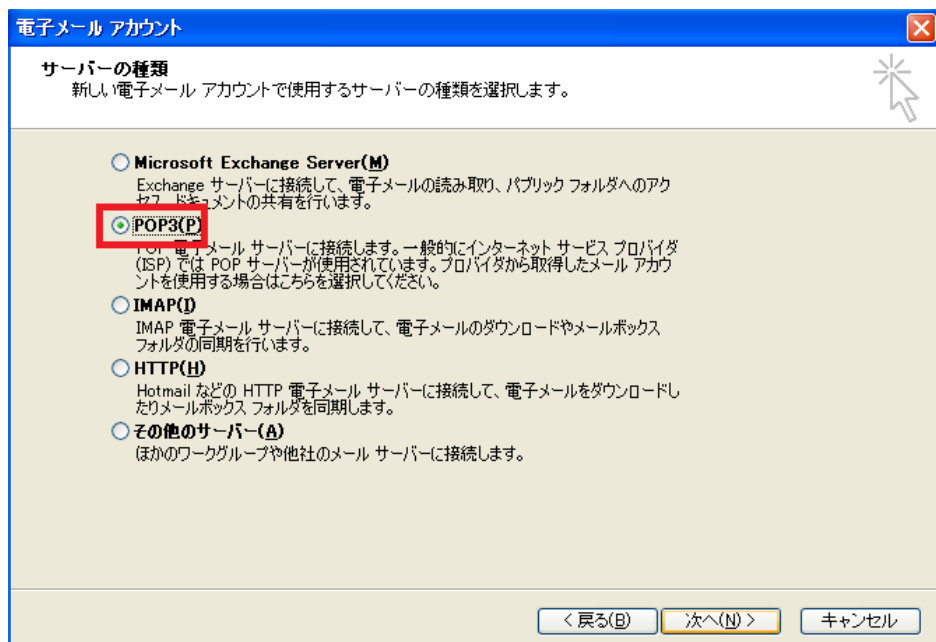 電子メール アカウント
サーバーの種類
新しい電子メール アカウントで使用するサーバーの種類を選択します。
Microsoft Exchange Server(M)
Exchange サーバーに接続して、電子メールの読み取り、パブリック フォルダへのアク
セス、ドキュメントの共有を行います。
POP3(P)
POP 電子メール サーバーに接続します。一般的にインターネット サービス プロバイダ
(ISP) では POP サーバーが使用されています。プロバイダから取得したメール アカウ
ントを使用する場合はこちらを選択してください。
IMAP(I)
IMAP 電子メール サーバーに接続して、電子メールのダウンロードやメールボックス
フォルダの同期を行います。
HTTP(H)
Hotmail などの HTTP 電子メール サーバーに接続して、電子メールをダウンロードし
たりメールボックス フォルダを同期します。
その他のサーバー(A)
ほかのワークグループや他社のメール サーバーに接続します。
< 戻る(B) 次へ(N) > キャンセル